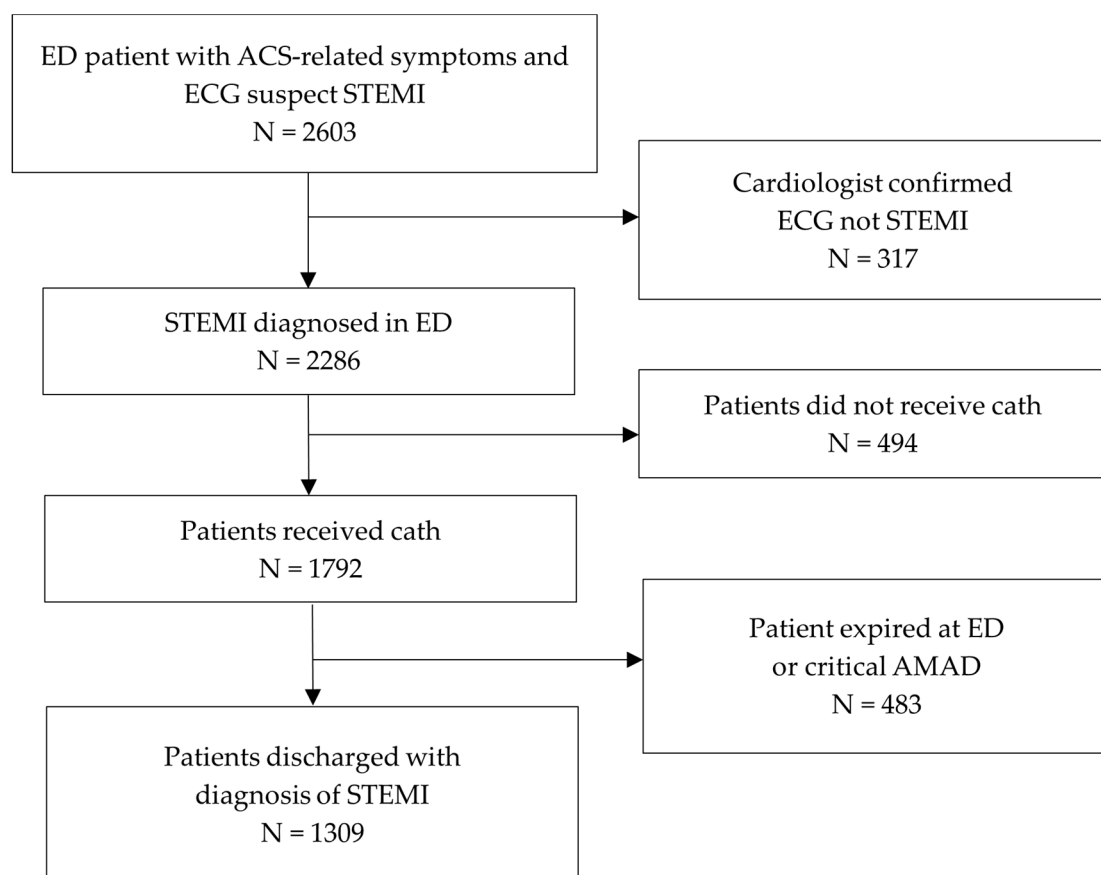 ED patient with ACS-related symptoms and
ECG suspect STEMI
N = 2603
Cardiologist confirmed
ECG not STEMI
N = 317
STEMI diagnosed in ED
N = 2286
Patients did not receive cath
N = 494
Patients received cath
N = 1792
Patient expired at ED
or critical AMAD
N = 483
Patients discharged with
diagnosis of STEMI
N = 1309